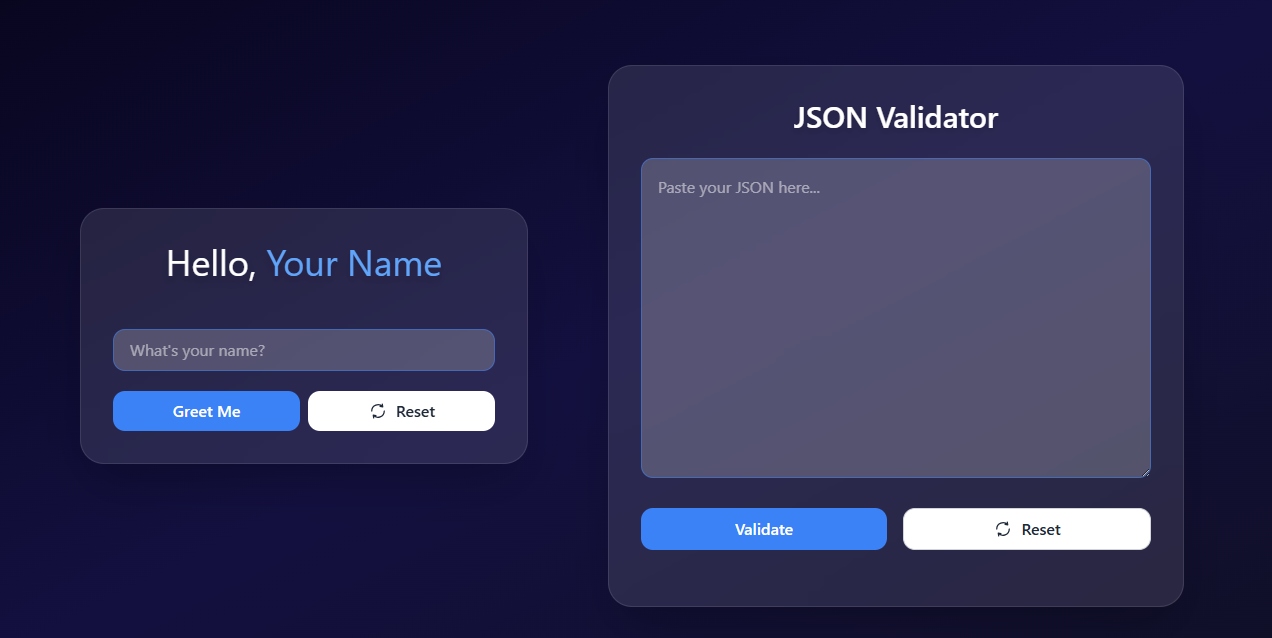 Hello, Your Name
What's your name?
Greet Me
Reset
JSON Validator
Paste your JSON here...
Validate
Reset